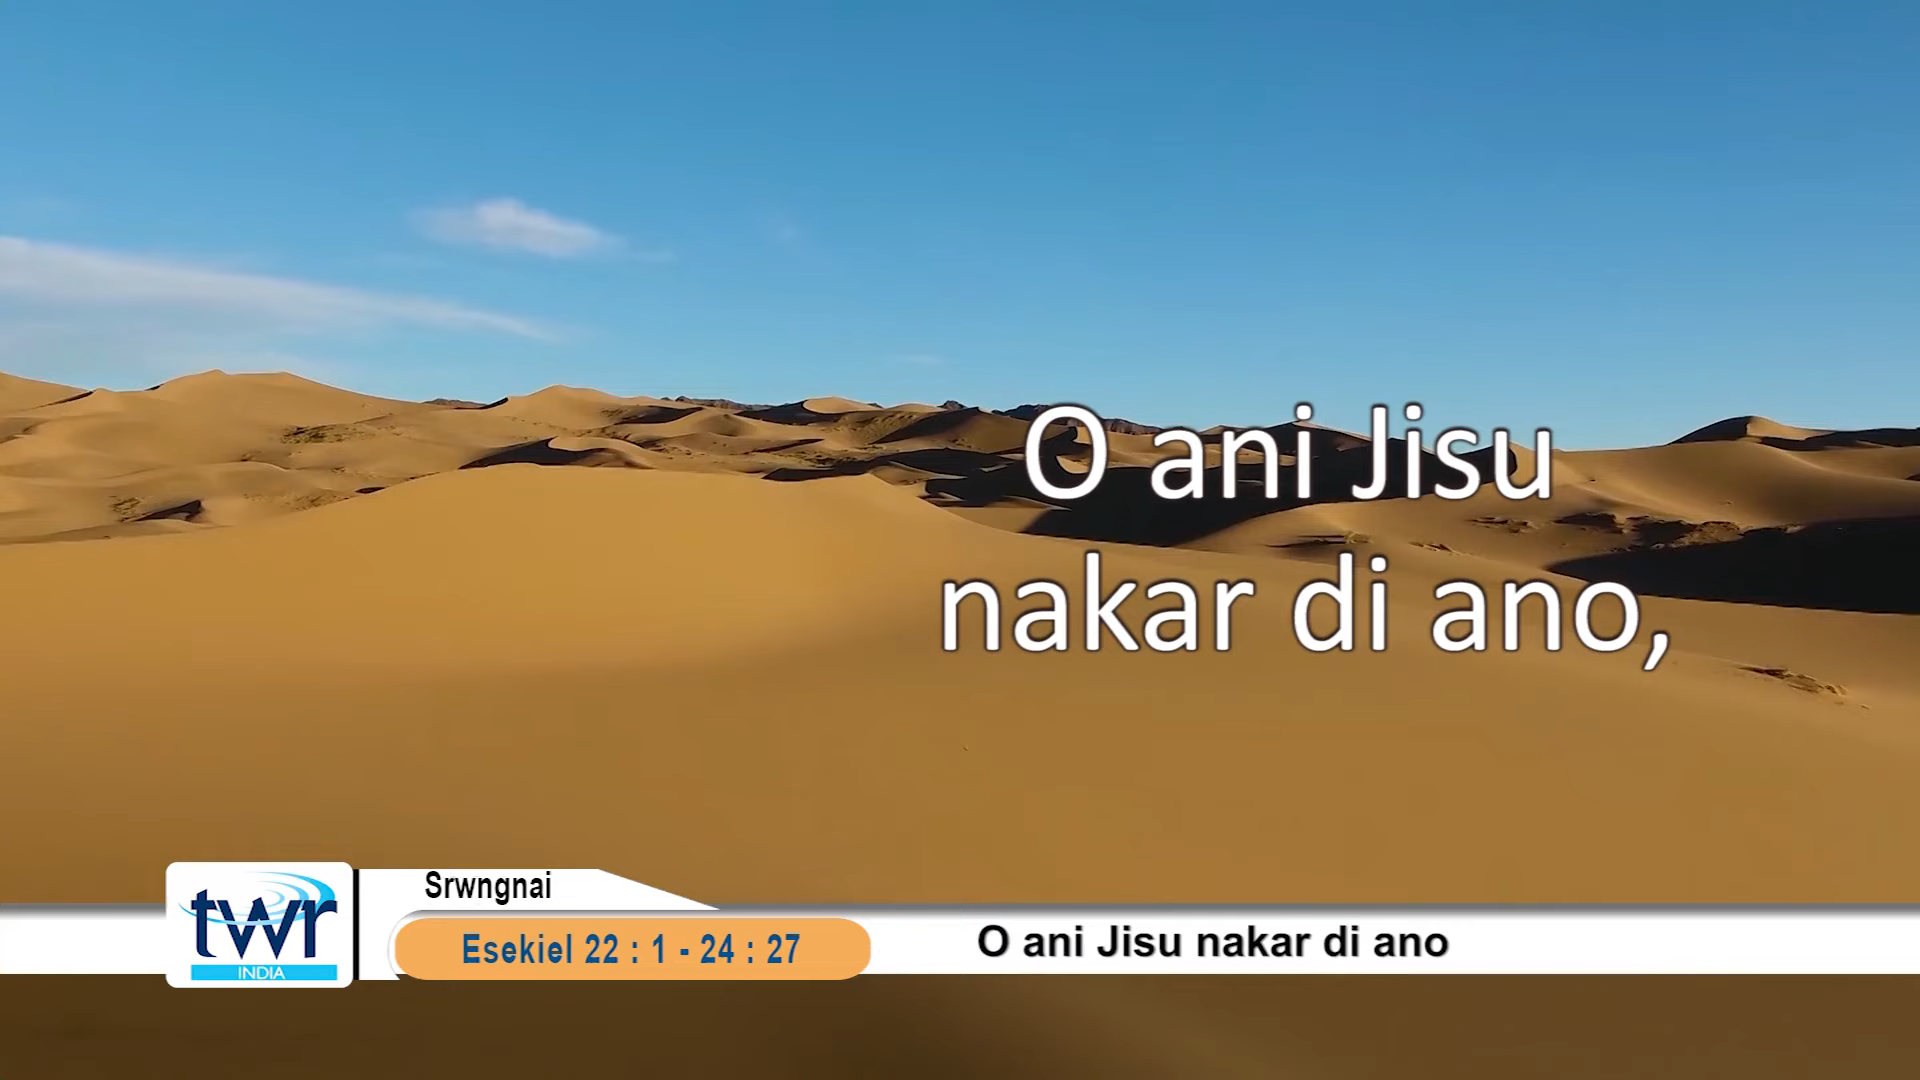 O ani Jisu
nakar di ano,
Srwngnai
twr
INDIA
Esekiel 22 : 1 - 24 : 27
O ani Jisu nakar di ano